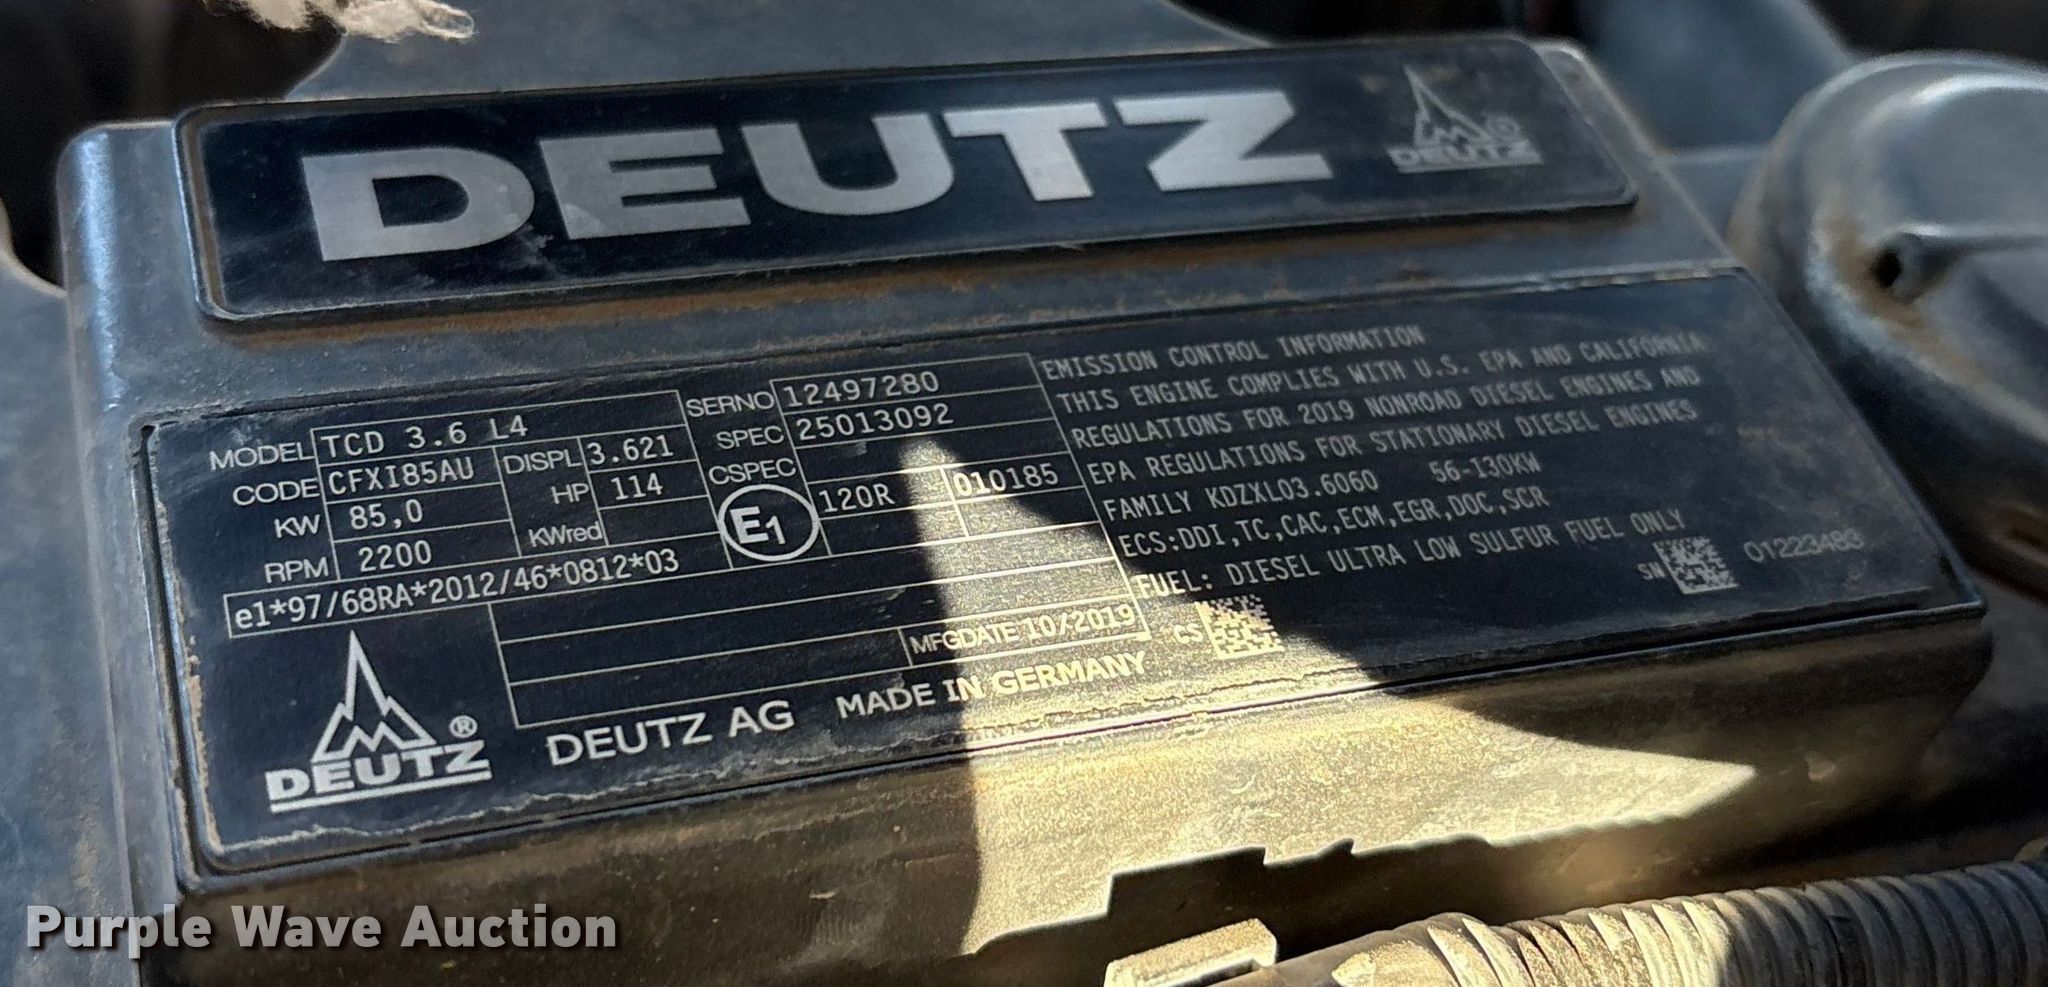 DEUTZ
DEUTZ
MODEL TCD 3.6 L4
CODE CFXI85AU DISPL 3.621
KW 85,0 HP 114
RPM 2200 KWred
e1*97/68RA*2012/46*0812*03
SERNO 12497280
SPEC 25013092
CSPEC
E1 120R 010185
MFGDATE 10/2019
DEUTZ ®
DEUTZ AG MADE IN GERMANY
EMISSION CONTROL INFORMATION
THIS ENGINE COMPLIES WITH U.S. EPA AND CALIFORNIA
REGULATIONS FOR 2019 NONROAD DIESEL ENGINES AND
EPA REGULATIONS FOR STATIONARY DIESEL ENGINES
FAMILY KDZXL03.6060 56-130KW
ECS:DDI,TC,CAC,ECM,EGR,DOC,SCR
FUEL: DIESEL ULTRA LOW SULFUR FUEL ONLY
CS SN 01223483
Purple Wave Auction